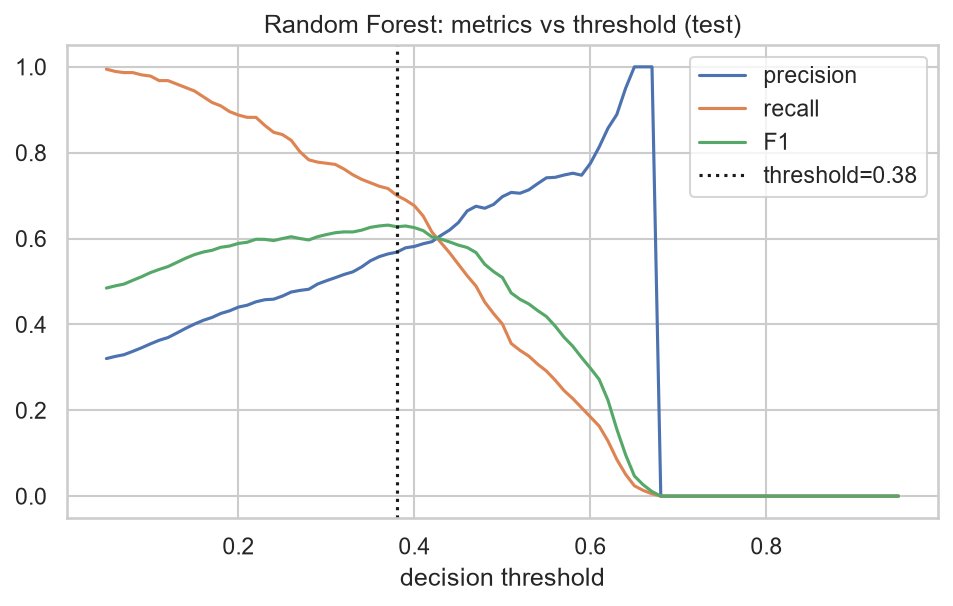 Random Forest: metrics vs threshold (test)
1.0
0.8
0.6
0.4
0.2
0.0
precision
recall
F1
threshold=0.38
0.2 0.4 0.6 0.8
decision threshold